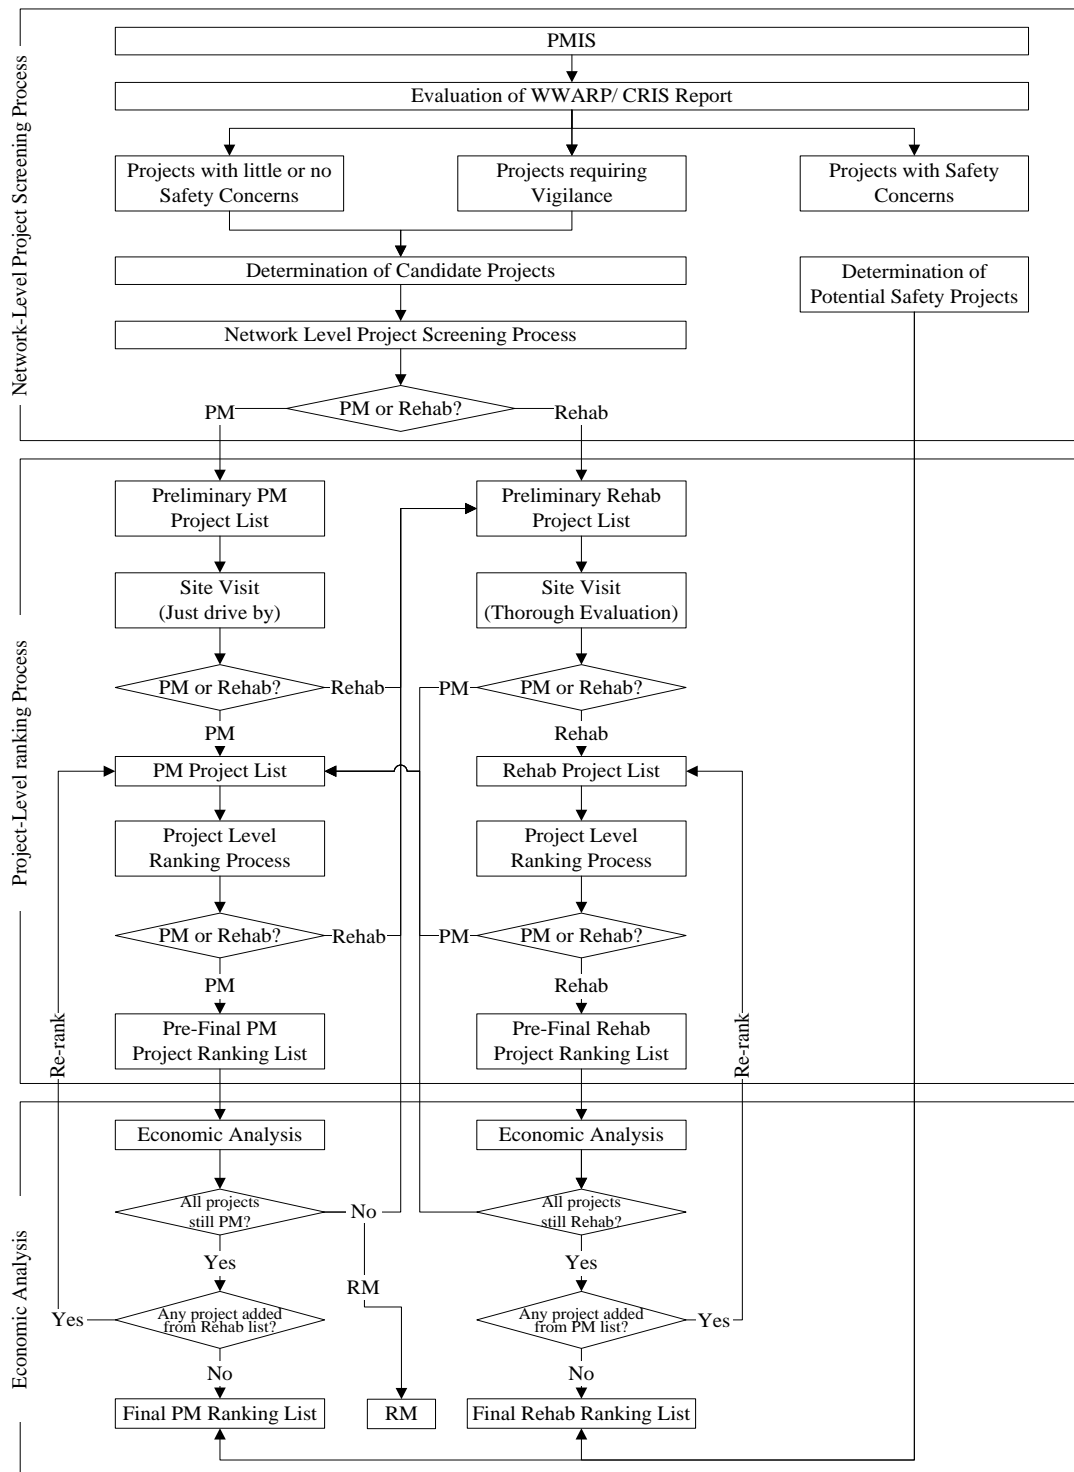 Network-Level Project Screening Process
PMIS
Evaluation of WWARP/ CRIS Report
Projects with little or no
Safety Concerns
Projects requiring
Vigilance
Projects with Safety
Concerns
Determination of Candidate Projects
Determination of
Potential Safety Projects
Network Level Project Screening Process
PM or Rehab?
PM
Rehab
Project-Level ranking Process
Preliminary PM
Project List
Preliminary Rehab
Project List
Site Visit
(Just drive by)
Site Visit
(Thorough Evaluation)
PM or Rehab?
Rehab
PM
PM or Rehab?
PM
Rehab
PM Project List
Rehab Project List
Project Level
Ranking Process
Project Level
Ranking Process
PM or Rehab?
Rehab
PM
PM or Rehab?
PM
Rehab
Re-rank
Pre-Final PM
Project Ranking List
Pre-Final Rehab
Project Ranking List
Re-rank
Economic Analysis
Economic Analysis
Economic Analysis
All projects
still PM?
No
All projects
still Rehab?
Yes
Yes
RM
Yes
Any project added
from Rehab list?
Any project added
from PM list?
Yes
No
No
Final PM Ranking List
RM
Final Rehab Ranking List